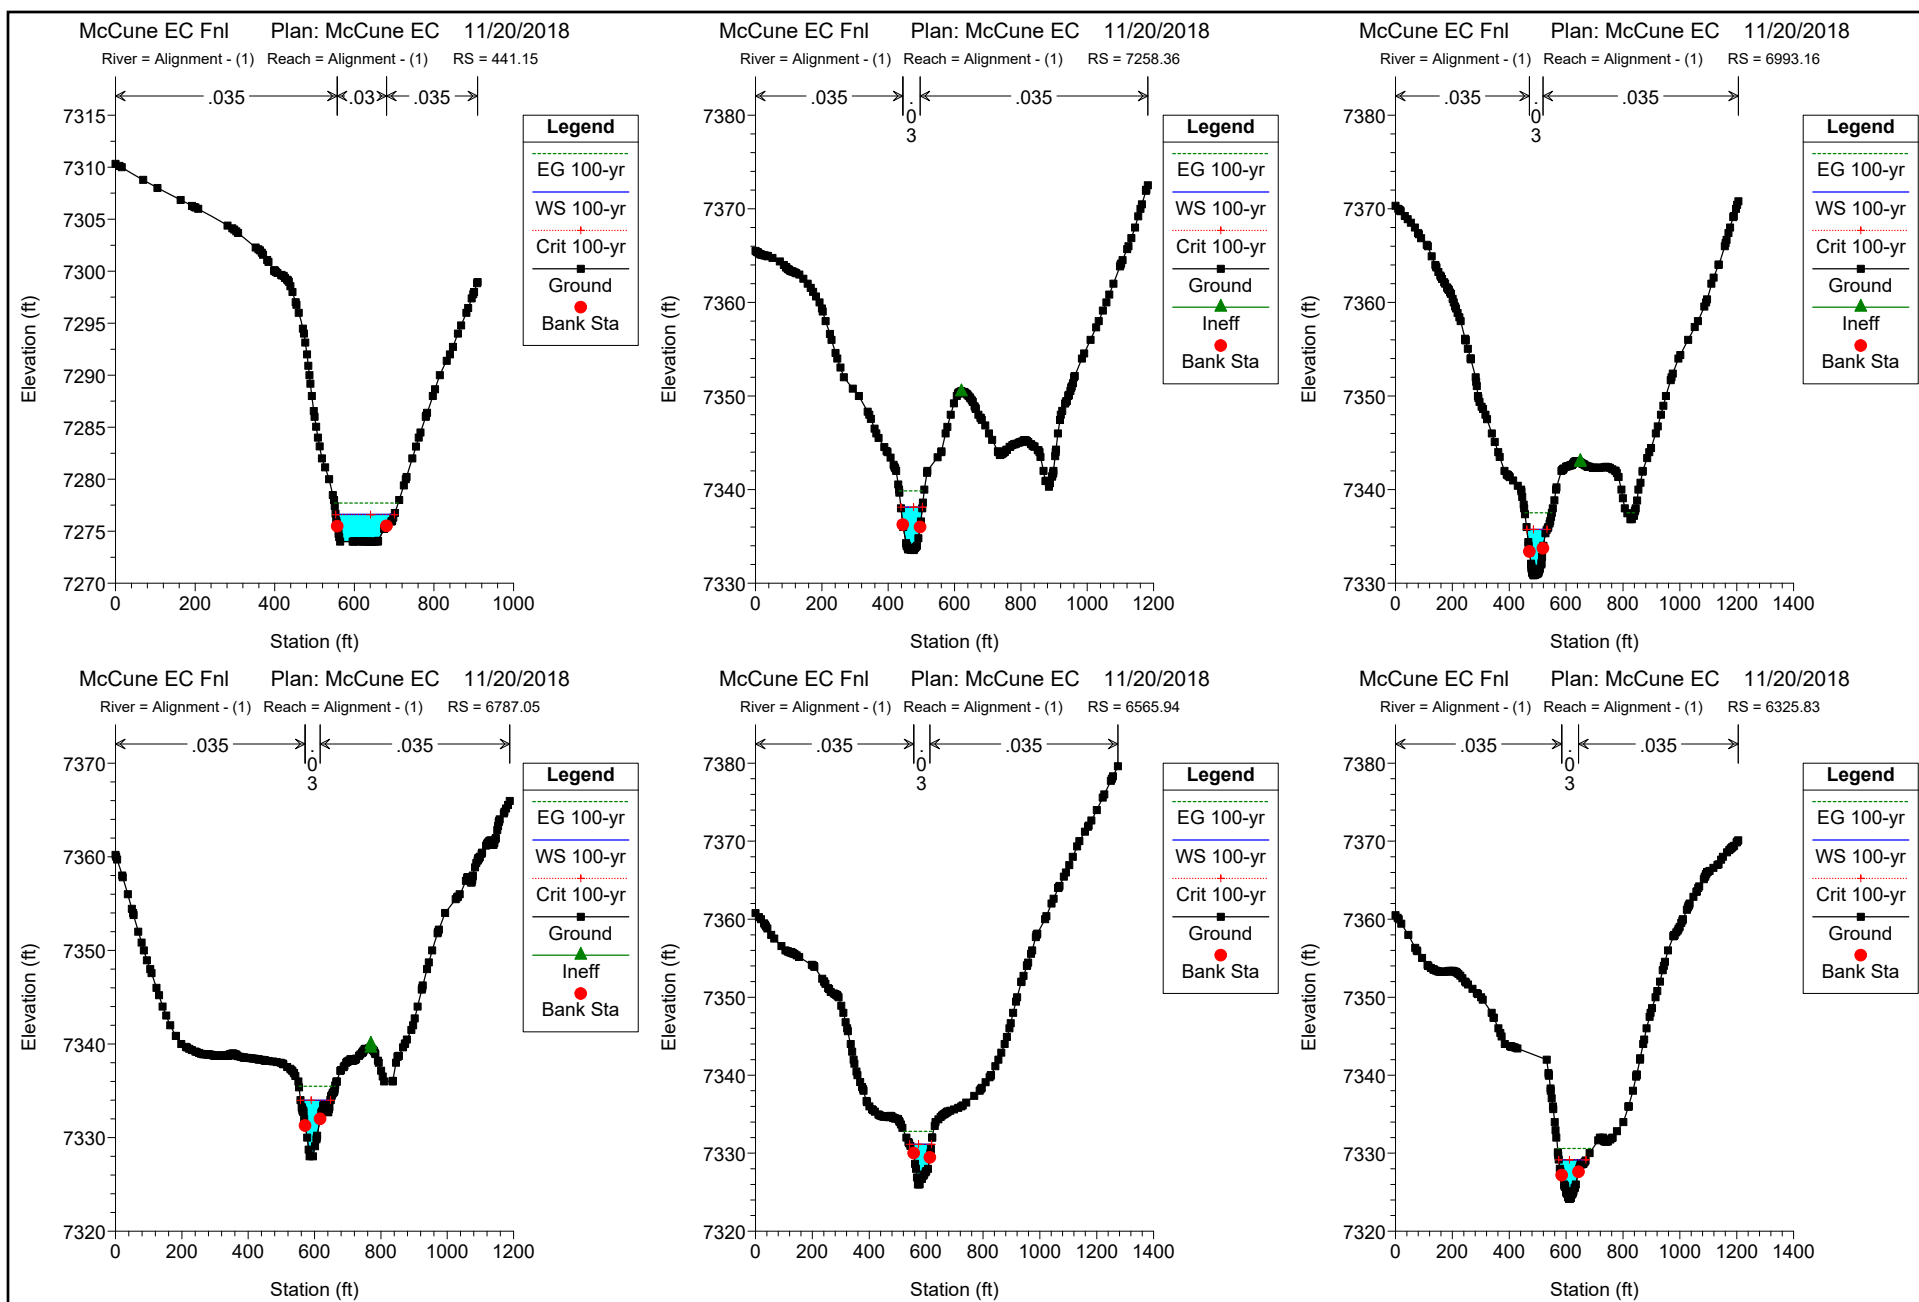 McCune EC Fnl Plan: McCune EC 11/20/2018
River = Alignment - (1) Reach = Alignment - (1) RS = 441.15
.035 .03 .035
7315
7310
7305
7300
7295
7290
7285
7280
7275
7270
Elevation (ft)
0 200 400 600 800 1000
Station (ft)
Legend
EG 100-yr
WS 100-yr
Crit 100-yr
Ground
Bank Sta
McCune EC Fnl Plan: McCune EC 11/20/2018
River = Alignment - (1) Reach = Alignment - (1) RS = 7258.36
.035 .03 .035
7380
7370
7360
7350
7340
7330
Elevation (ft)
0 200 400 600 800 1000 1200
Station (ft)
Legend
EG 100-yr
WS 100-yr
Crit 100-yr
Ground
Ineff
Bank Sta
McCune EC Fnl Plan: McCune EC 11/20/2018
River = Alignment - (1) Reach = Alignment - (1) RS = 6993.16
.035 .03 .035
7380
7370
7360
7350
7340
7330
Elevation (ft)
0 200 400 600 800 1000 1200 1400
Station (ft)
Legend
EG 100-yr
WS 100-yr
Crit 100-yr
Ground
Ineff
Bank Sta
McCune EC Fnl Plan: McCune EC 11/20/2018
River = Alignment - (1) Reach = Alignment - (1) RS = 6787.05
.035 .03 .035
7370
7360
7350
7340
7330
7320
Elevation (ft)
0 200 400 600 800 1000 1200
Station (ft)
Legend
EG 100-yr
WS 100-yr
Crit 100-yr
Ground
Ineff
Bank Sta
McCune EC Fnl Plan: McCune EC 11/20/2018
River = Alignment - (1) Reach = Alignment - (1) RS = 6565.94
.035 .03 .035
7380
7370
7360
7350
7340
7330
7320
Elevation (ft)
0 200 400 600 800 1000 1200 1400
Station (ft)
Legend
EG 100-yr
WS 100-yr
Crit 100-yr
Ground
Bank Sta
McCune EC Fnl Plan: McCune EC 11/20/2018
River = Alignment - (1) Reach = Alignment - (1) RS = 6325.83
.035 .03 .035
7380
7370
7360
7350
7340
7330
7320
Elevation (ft)
0 200 400 600 800 1000 1200 1400
Station (ft)
Legend
EG 100-yr
WS 100-yr
Crit 100-yr
Ground
Bank Sta